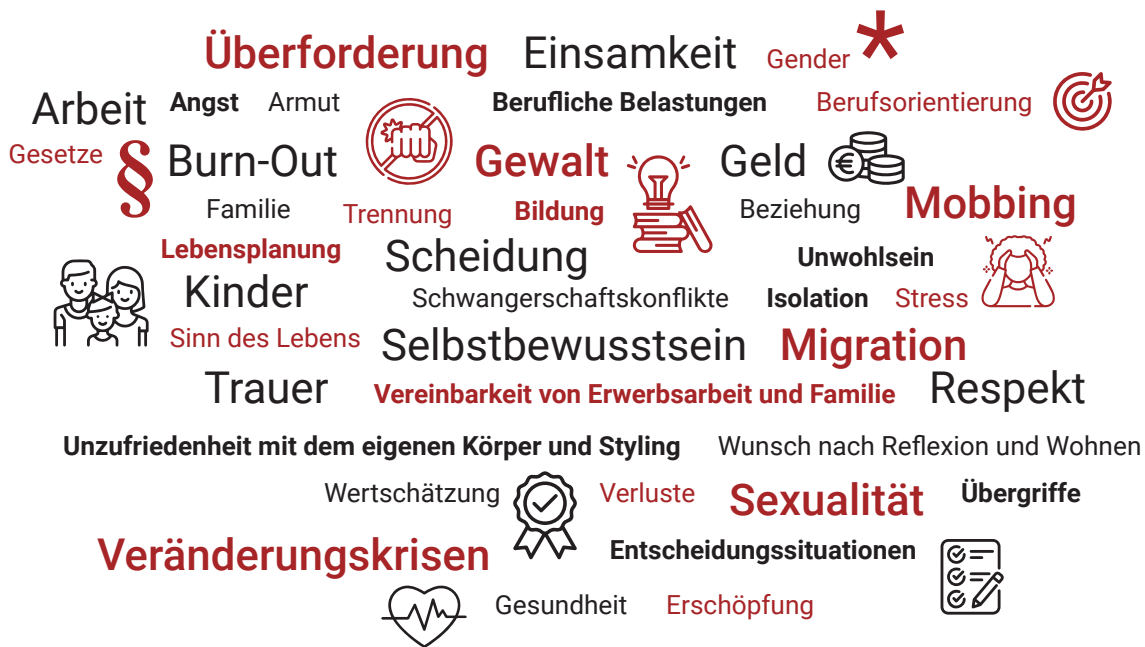 Überforderung Einsamkeit Gender *
Arbeit Angst Armut Berufliche Belastungen Berufsorientierung
Gesetze § Burn-Out Gewalt Geld €
Familie Trennung Bildung Beziehung Mobbing
Lebensplanung Scheidung Unwohlsein
Kinder Schwangerschaftskonflikte Isolation Stress
Sinn des Lebens Selbstbewusstsein Migration
Trauer Vereinbarkeit von Erwerbsarbeit und Familie Respekt
Unzufriedenheit mit dem eigenen Körper und Styling Wunsch nach Reflexion und Wohnen
Wertschätzung Verluste Sexualität Übergriffe
Veränderungskrisen Entscheidungssituationen
Gesundheit Erschöpfung